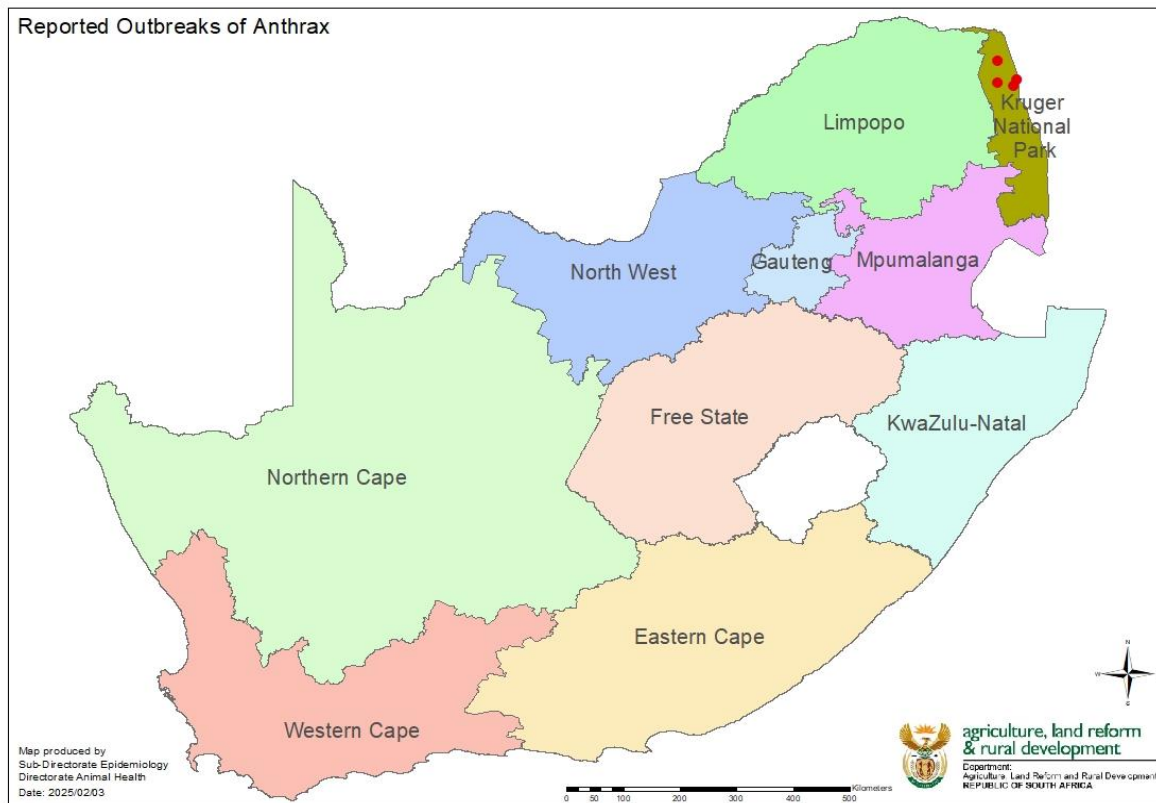 Reported Outbreaks of Anthrax
Limpopo
Kruger
National
Park
North West
Gauteng
Mpumalanga
Free State
KwaZulu-Natal
Northern Cape
Eastern Cape
Western Cape
Map produced by
Sub-Directorate Epidemiology
Directorate Animal Health
Date: 2025/02/03
N
W
E
S
Kilometers
0 50 100 200 300 400 500
agriculture, land reform
& rural development
Department:
Agriculture, Land Reform and Rural Development
REPUBLIC OF SOUTH AFRICA